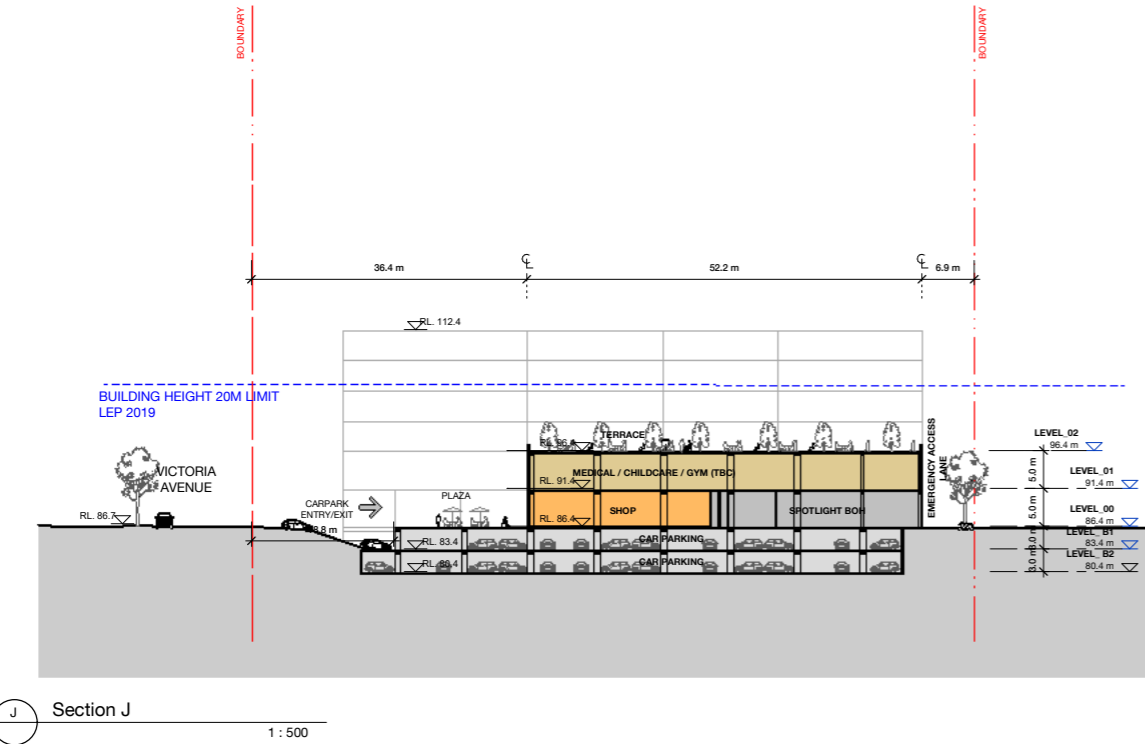 BOUNDARY
BOUNDARY
36.4 m
52.2 m
6.9 m
RL. 112.4
BUILDING HEIGHT 20M LIMIT
LEP 2019
TERRACE
EMERGENCY ACCESS
LANE
LEVEL_02
96.4 m
5.0 m
VICTORIA
AVENUE
MEDICAL / CHILDCARE / GYM (TBC)
LEVEL_01
91.4 m
RL. 91.4
CARPARK
ENTRY/EXIT
PLAZA
5.0 m
RL. 86.7
RL. 86.4
SHOP
SPOTLIGHT BOH
LEVEL_00
86.4 m
RL. 83.4
CAR PARKING
3.0 m
LEVEL_B1
83.4 m
RL. 80.4
CAR PARKING
3.0 m
LEVEL_B2
80.4 m
J
Section J
1 : 500